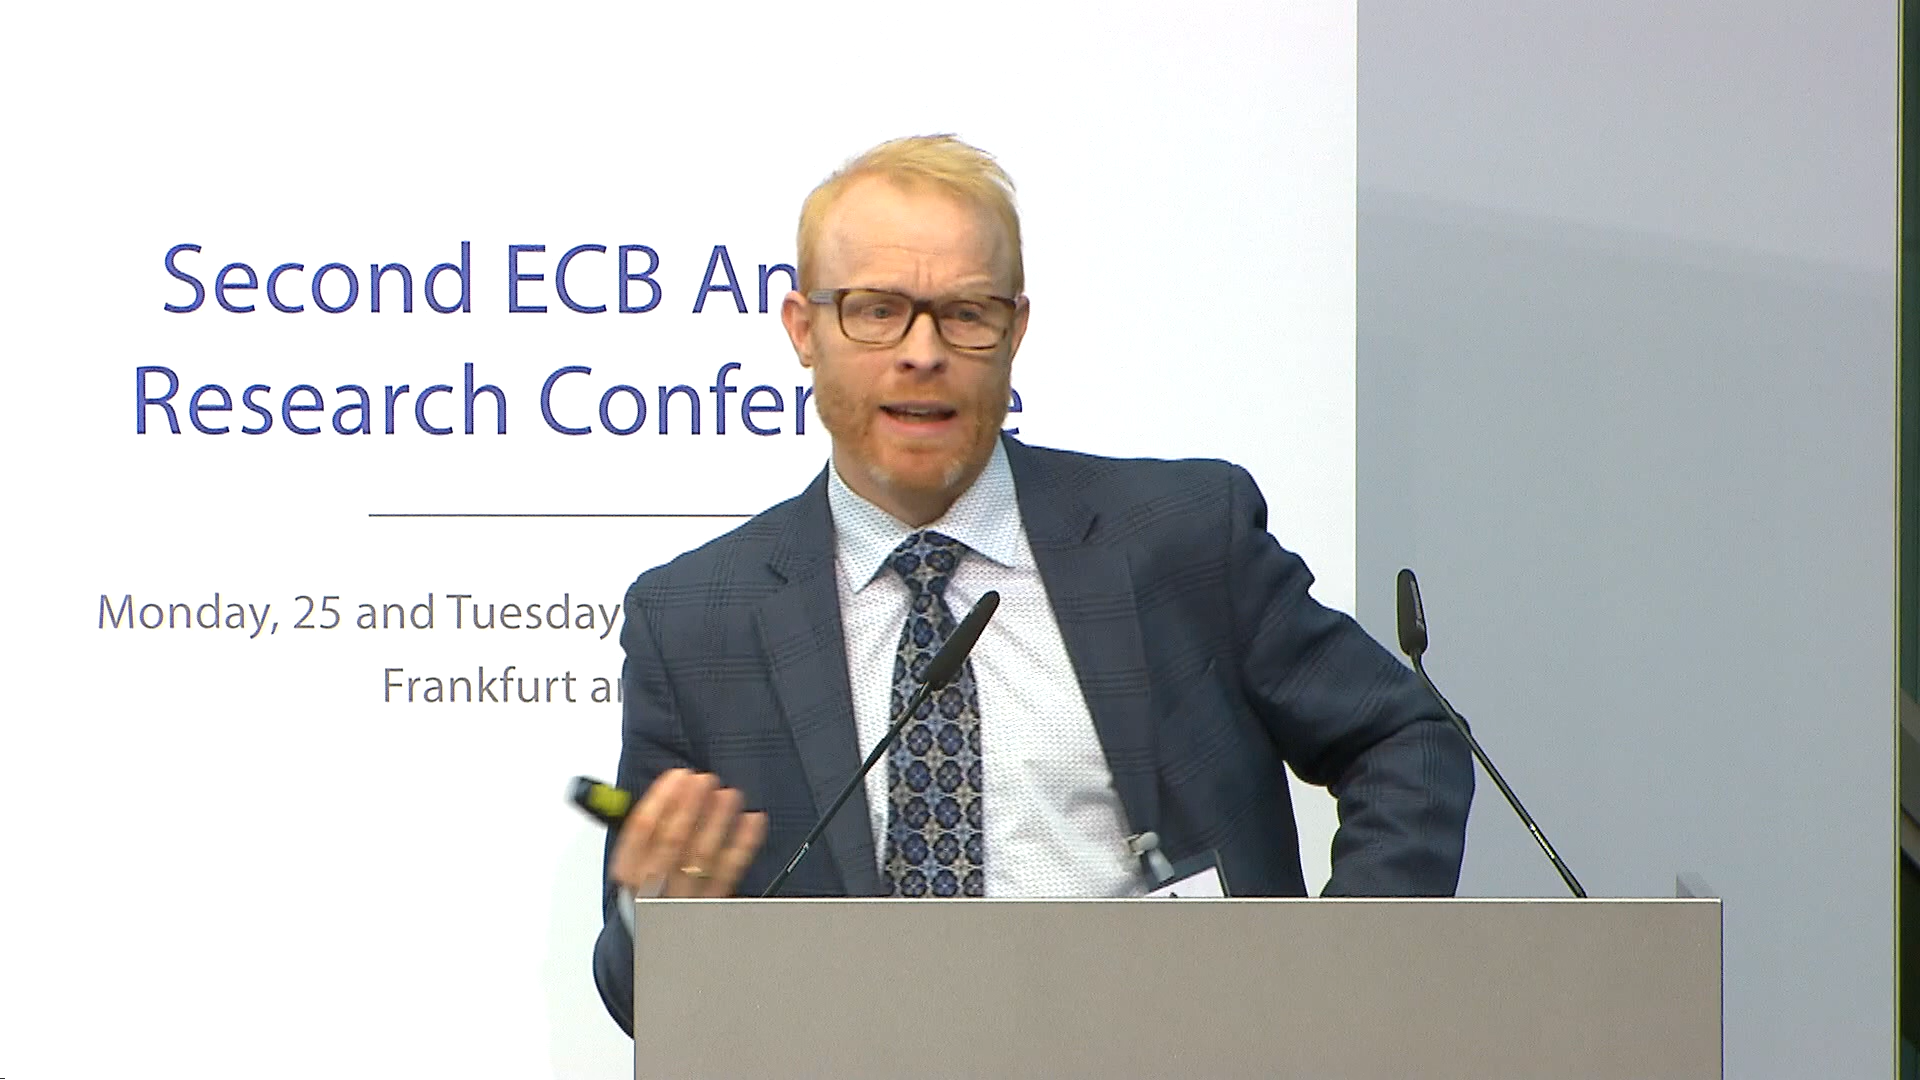 Second ECB An
Research Confer e
Monday, 25 and Tuesday
Frankfurt a